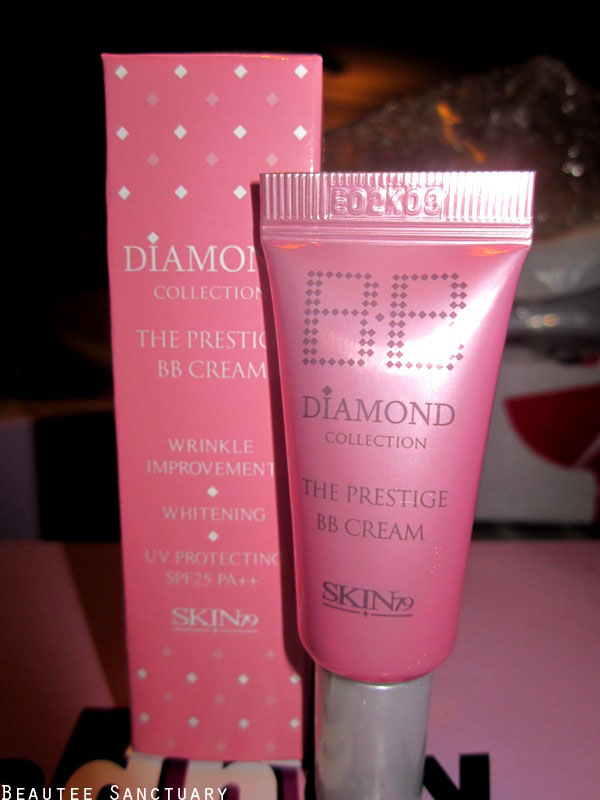 DIAMON
COLLECTION
THE PRESTIG
BB CREAM
WRINKLE
IMPROVEMENT
WHITENING
UV PROTECTING
SPF25 PA++
SKIN79
E02K03
BB
DIAMOND
COLLECTION
THE PRESTIGE
BB CREAM
SKIN79
BEAUTEE SANCTUARY